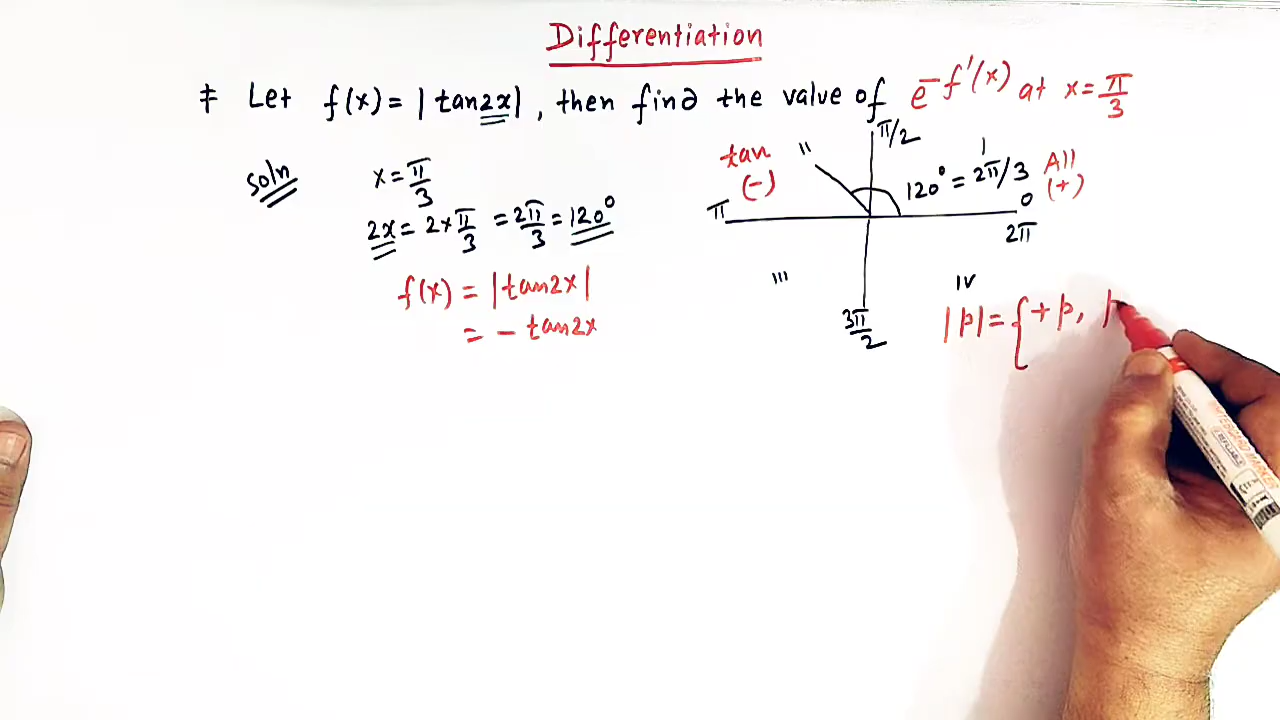 Differentiation
# Let f(x) = | tan2x | , then find the value of e^-f'(x) at x = π/3
soln
x = π/3
2x = 2 × π/3 = 2π/3 = 120°
f(x) = |tan2x|
= - tan2x
π/2
tan
(-)
II
I
120° = 2π/3
All
(+)
π
0
2π
III
IV
3π/2
|p| = { +p, p